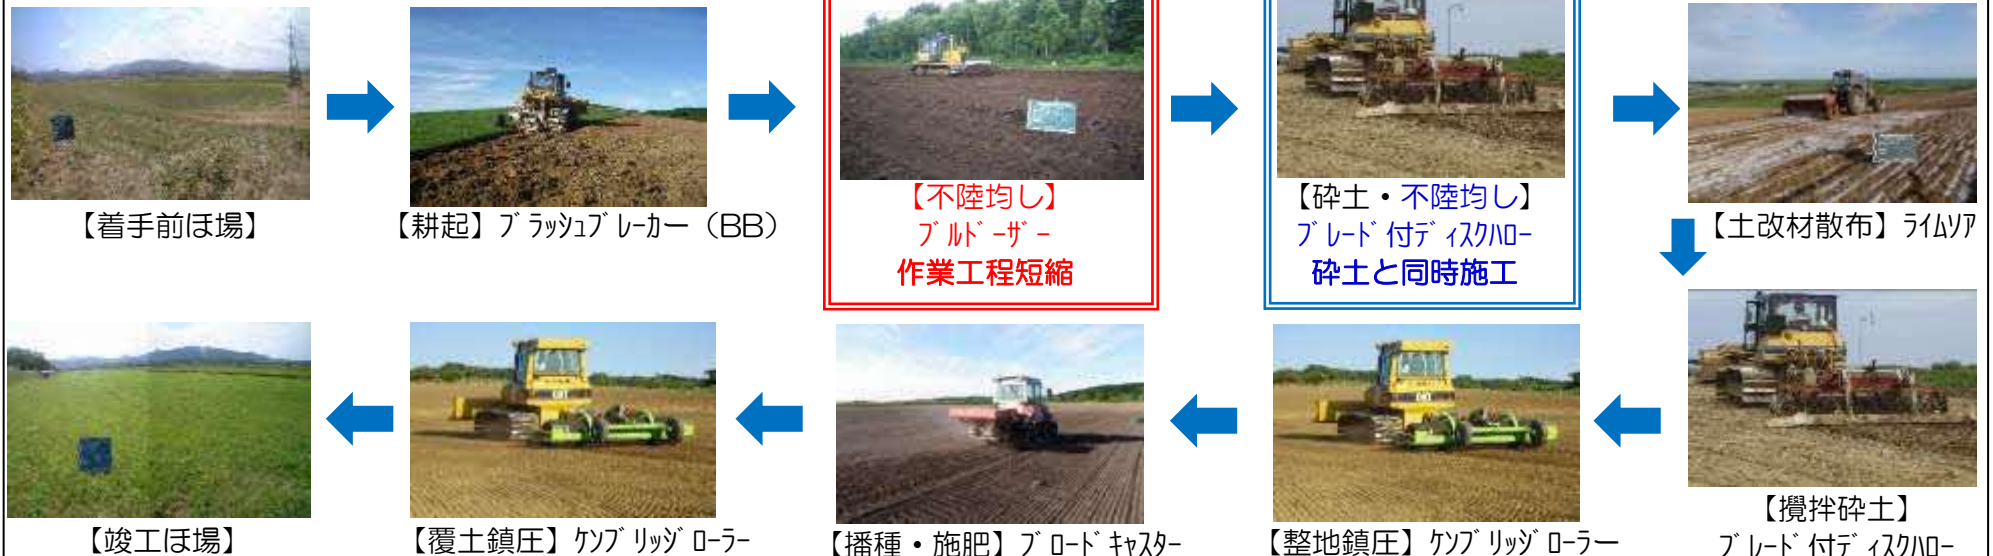 【着手前ほ場】
【耕起】ﾌﾞﾗｯｼｭﾌﾞﾚｰｶｰ（BB）
【不陸均し】
ﾌﾞﾙﾄﾞｰｻﾞｰ
作業工程短縮
【砕土・不陸均し】
ﾌﾞﾚｰﾄﾞ付ﾃﾞｨｽｸﾊﾛｰ
砕土と同時施工
【土改材散布】ﾗｲﾑｿｱ
【攪拌砕土】
ﾌﾞﾚｰﾄﾞ付ﾃﾞｨｽｸﾊﾛｰ
【整地鎮圧】ｹﾝﾌﾞﾘｯｼﾞﾛｰﾗｰ
【播種・施肥】ﾌﾞﾛｰﾄﾞｷｬｽﾀｰ
【覆土鎮圧】ｹﾝﾌﾞﾘｯｼﾞﾛｰﾗｰ
【竣工ほ場】